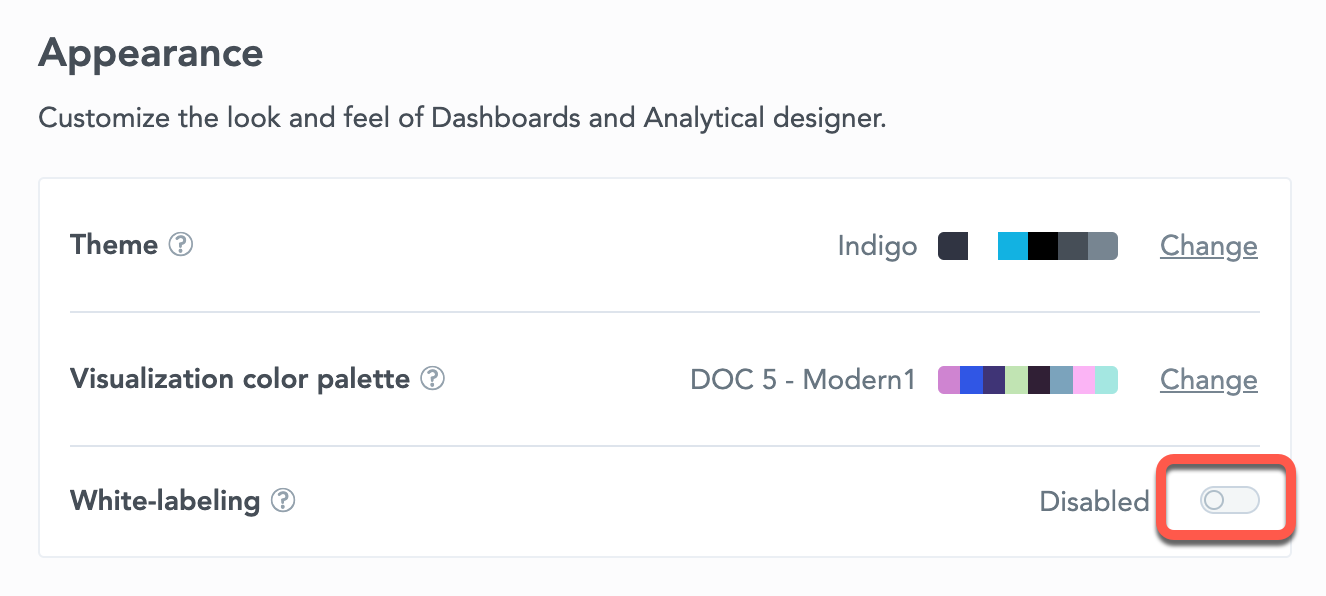 Appearance
Customize the look and feel of Dashboards and Analytical designer.
Theme ? Indigo Change
Visualization color palette ? DOC 5 - Modern1 Change
White-labeling ? Disabled